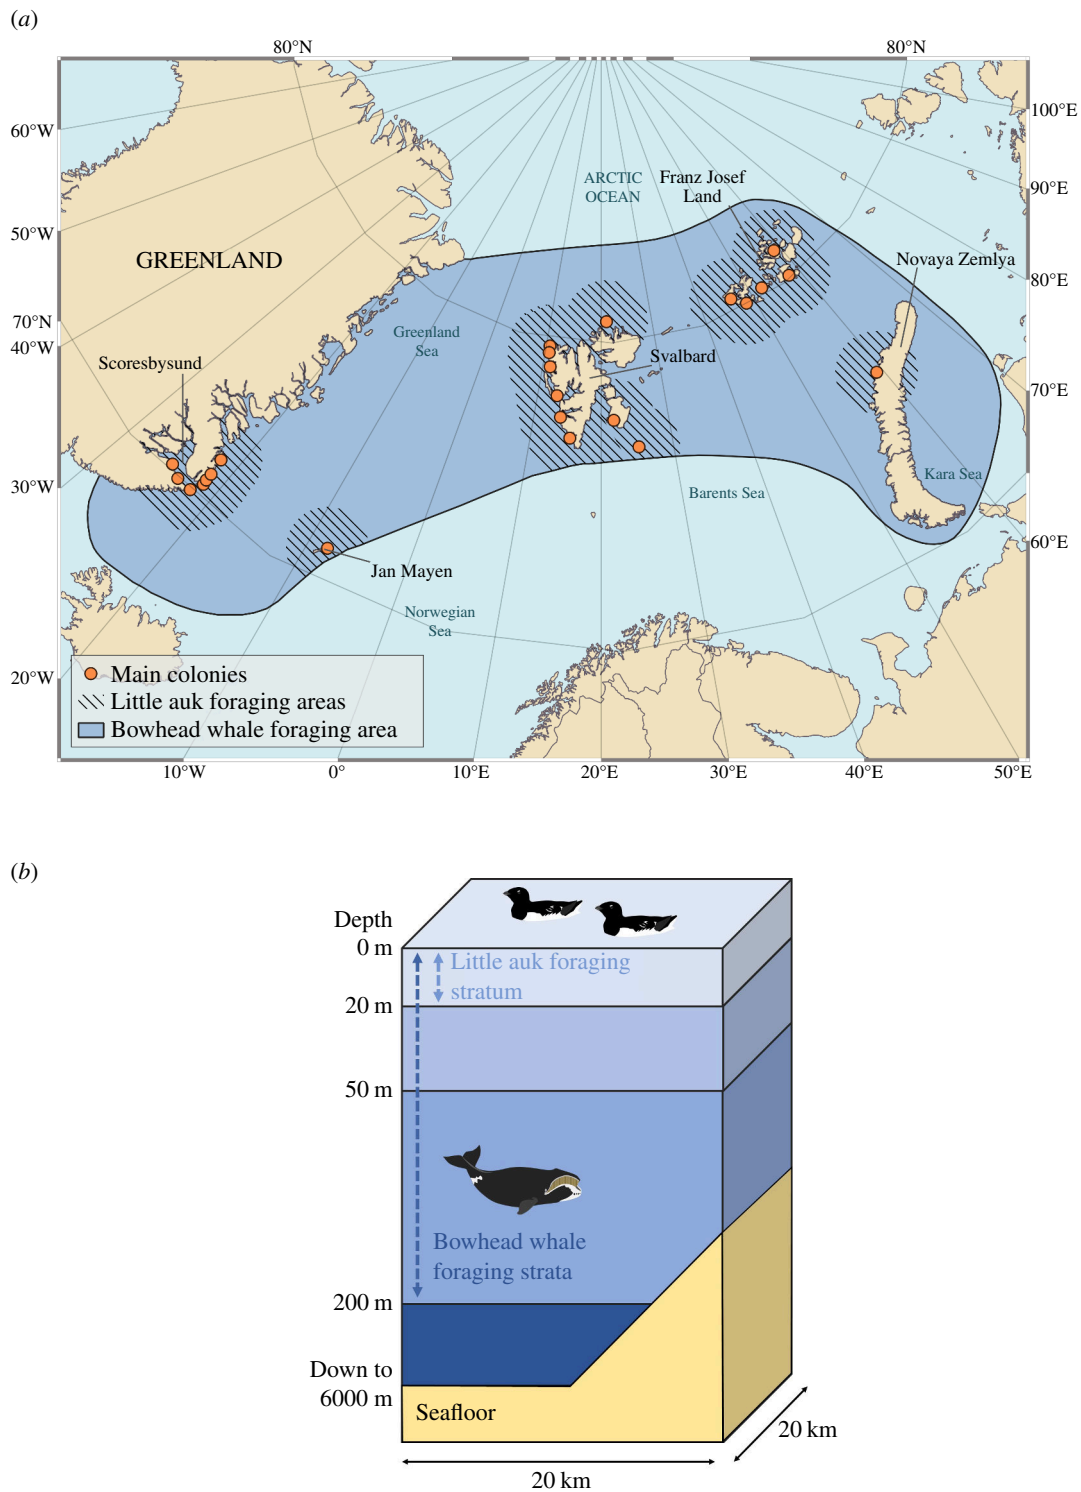 (a)
80°N
80°N
60°W
100°E
ARCTIC
OCEAN
Franz Josef
Land
90°E
50°W
GREENLAND
Novaya Zemlya
80°E
70°N
40°W
Greenland
Sea
Scoresbysund
Svalbard
70°E
30°W
Kara Sea
Barents Sea
60°E
Jan Mayen
Norwegian
Sea
20°W
Main colonies
Little auk foraging areas
Bowhead whale foraging area
10°W
0°
10°E
20°E
30°E
40°E
50°E
(b)
Depth
0 m
Little auk foraging
stratum
20 m
50 m
Bowhead whale
foraging strata
200 m
Down to
6000 m
Seafloor
20 km
20 km